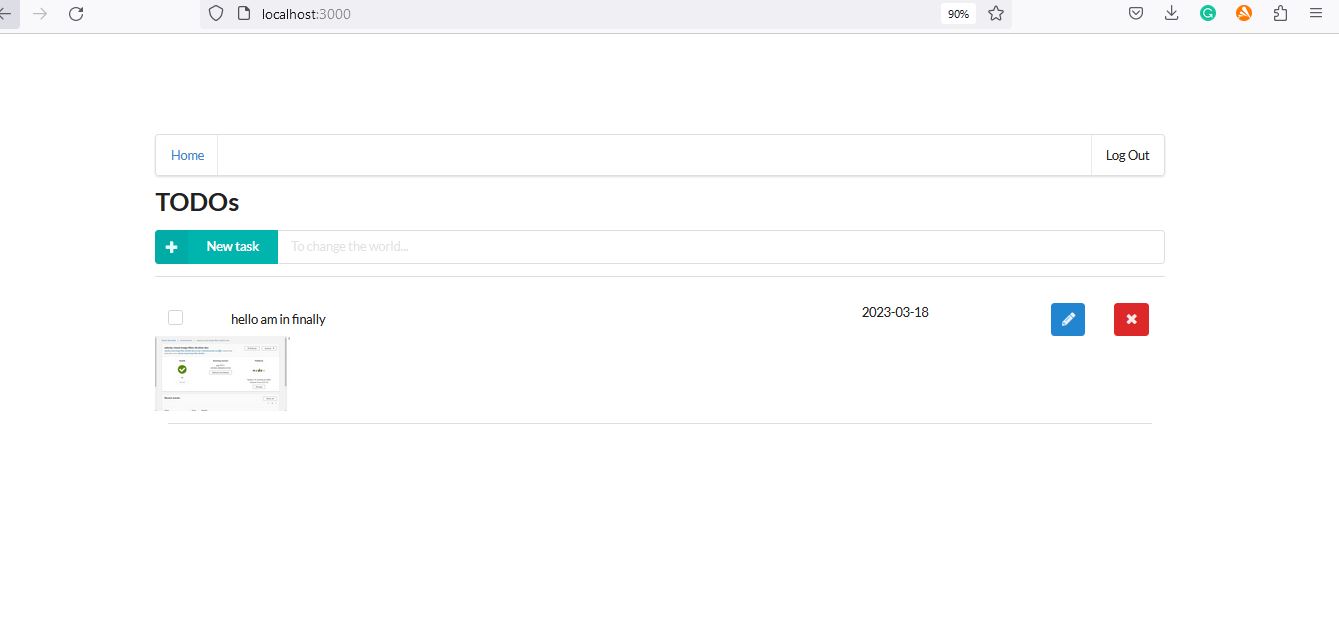 localhost:3000
90%
Home
Log Out
TODOs
New task
To change the world...
hello am in finally
2023-03-18